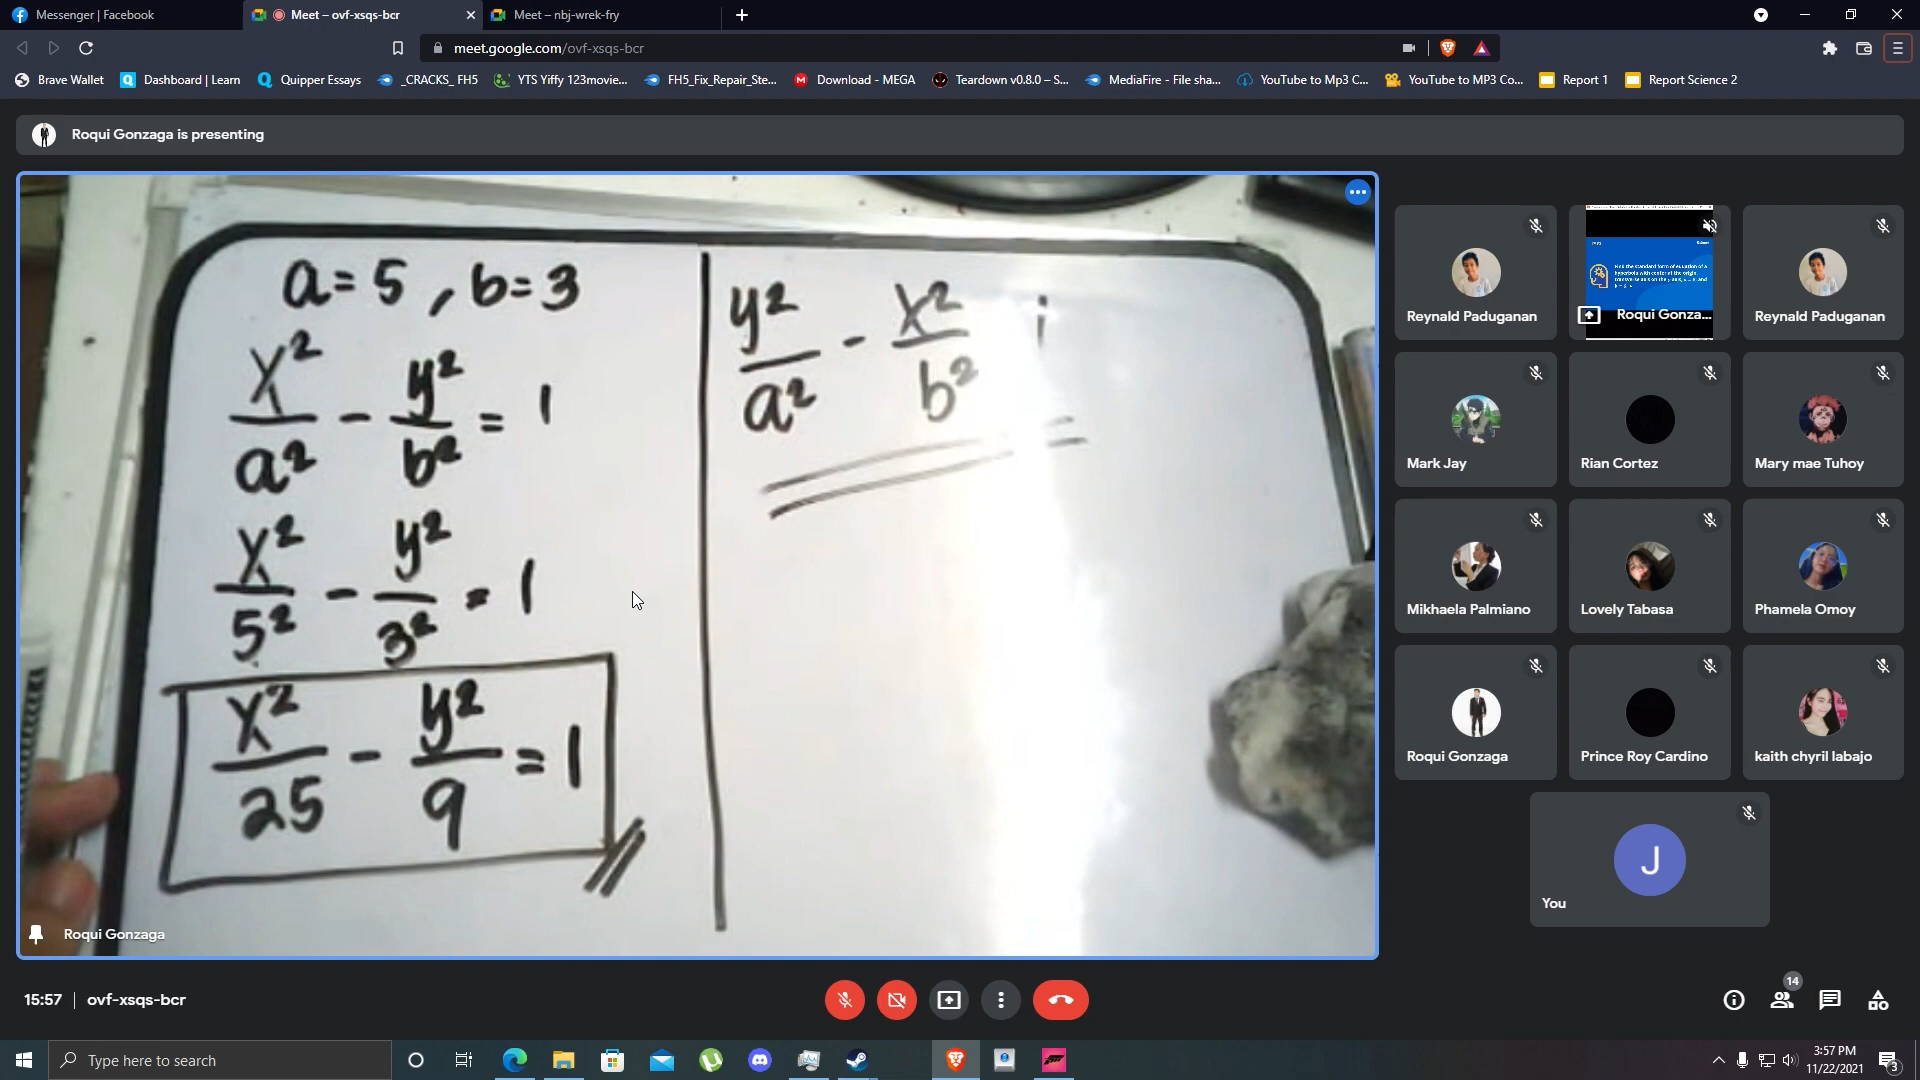 Messenger | Facebook
Meet – ovf-xsqs-bcr
Meet – nbj-wrek-fry
meet.google.com/ovf-xsqs-bcr
Brave Wallet
Dashboard | Learn
Quipper Essays
_CRACKS_ FH5
YTS Yiffy 123movie...
FH5_Fix_Repair_Ste...
Download - MEGA
Teardown v0.8.0 – S...
MediaFire - File sha...
YouTube to Mp3 C...
YouTube to MP3 Co...
Report 1
Report Science 2
Roqui Gonzaga is presenting
a = 5 , b = 3
x²/a² - y²/b² = 1
x²/5² - y²/3² = 1
x²/25 - y²/9 = 1
y²/a² - x²/b²
Roqui Gonzaga
Reynald Paduganan
Roqui Gonza...
Reynald Paduganan
Mark Jay
Rian Cortez
Mary mae Tuhoy
Mikhaela Palmiano
Lovely Tabasa
Phamela Omoy
Roqui Gonzaga
Prince Roy Cardino
kaith chyril labajo
J
You
15:57 | ovf-xsqs-bcr
14
Type here to search
3:57 PM
11/22/2021
3